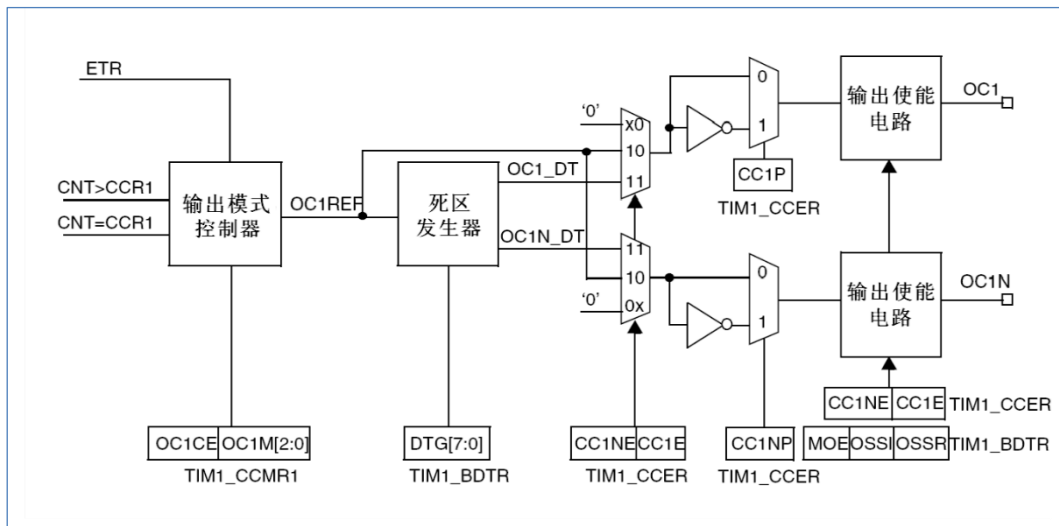 ETR
CNT>CCR1
CNT=CCR1
输出模式
控制器
OC1REF
死区
发生器
OC1_DT
OC1N_DT
'0'
x0
10
11
11
10
0x
'0'
0
1
CC1P
TIM1_CCER
0
1
输出使能
电路
OC1
输出使能
电路
OC1N
OC1CE OC1M[2:0]
TIM1_CCMR1
DTG[7:0]
TIM1_BDTR
CC1NE CC1E
TIM1_CCER
CC1NP
TIM1_CCER
CC1NE CC1E TIM1_CCER
MOE OSSI OSSR TIM1_BDTR